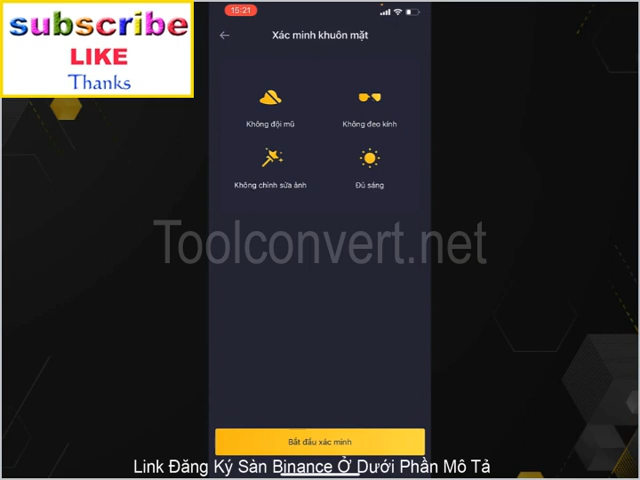 subscribe
LIKE
Thanks
15:21
Xác minh khuôn mặt
Không đội mũ
Không đeo kính
Không chỉnh sửa ảnh
Đủ sáng
Toolconvert.net
Bắt đầu xác minh
Link Đăng Ký Sàn Binance Ở Dưới Phần Mô Tả